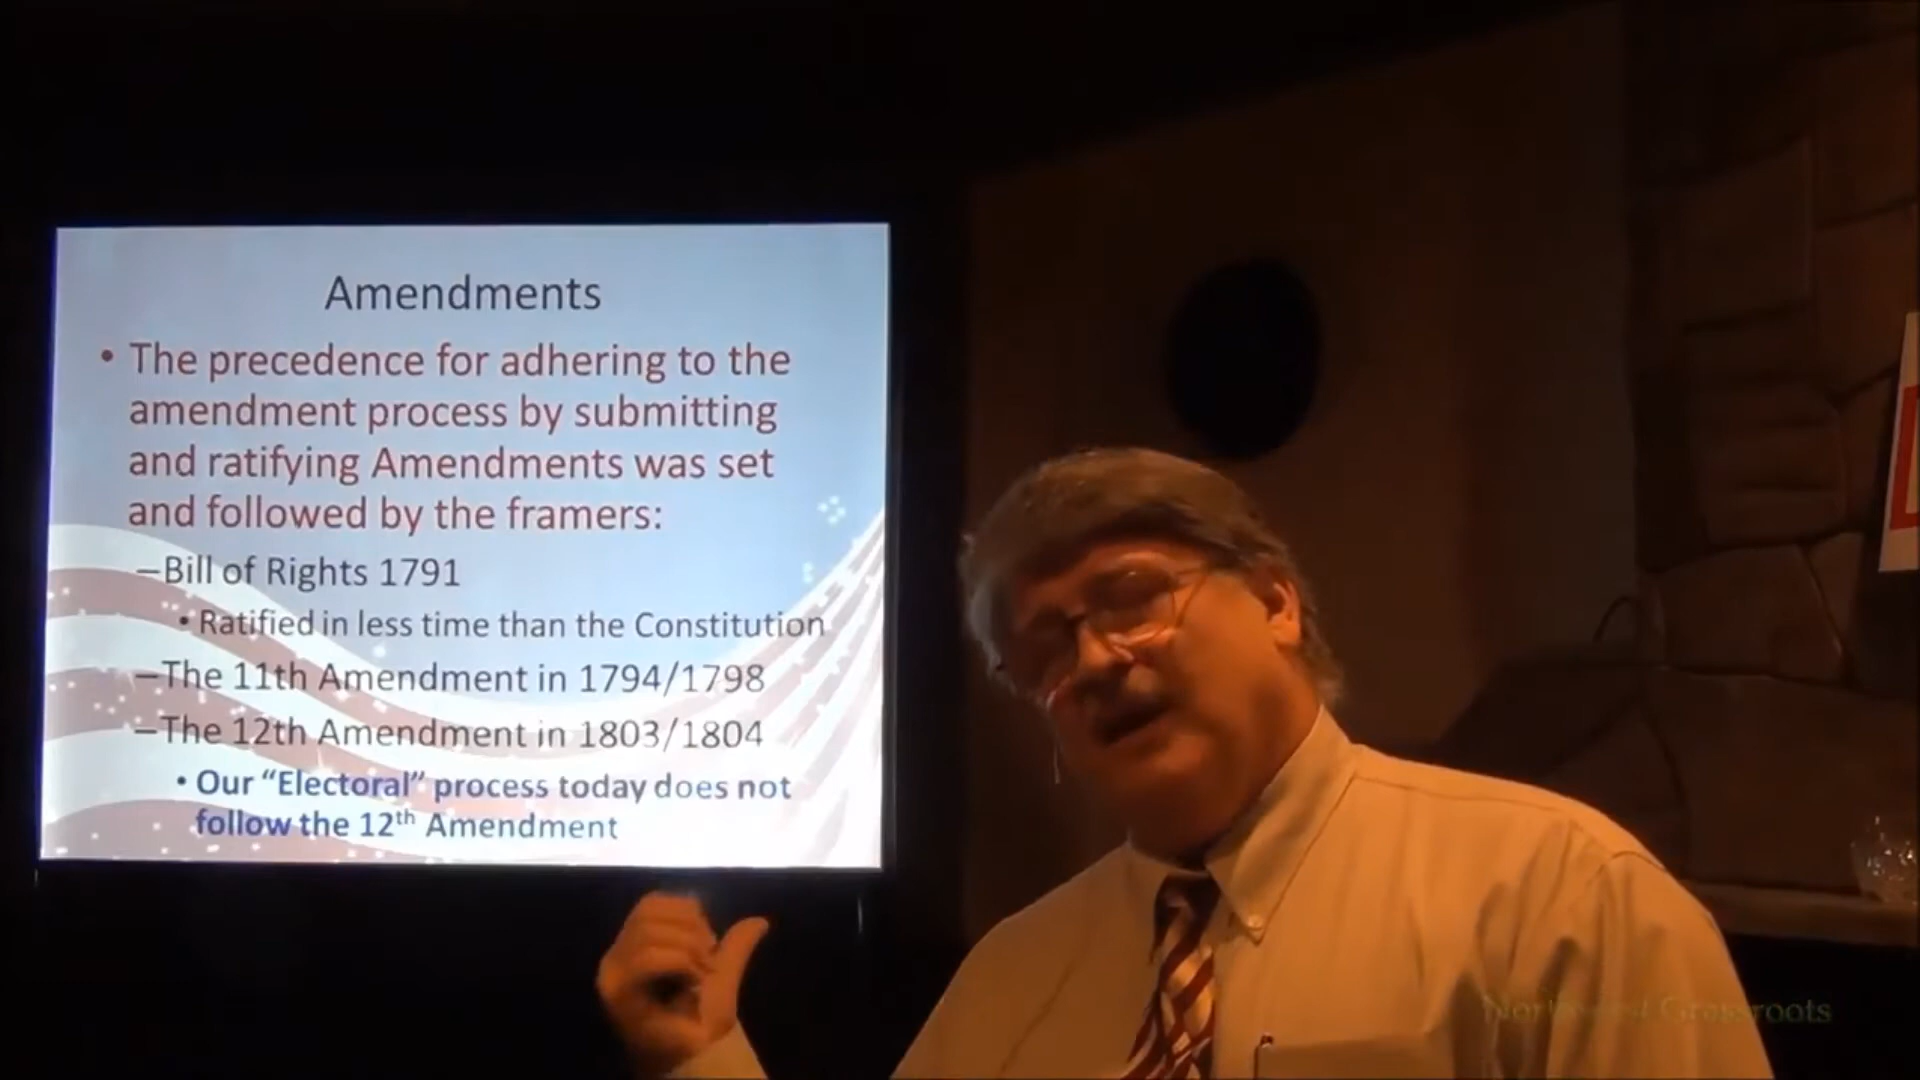 Amendments
• The precedence for adhering to the
amendment process by submitting
and ratifying Amendments was set
and followed by the framers:
–Bill of Rights 1791
• Ratified in less time than the Constitution
–The 11th Amendment in 1794/1798
–The 12th Amendment in 1803/1804
• Our “Electoral” process today does not
follow the 12th Amendment
Northwest Grassroots